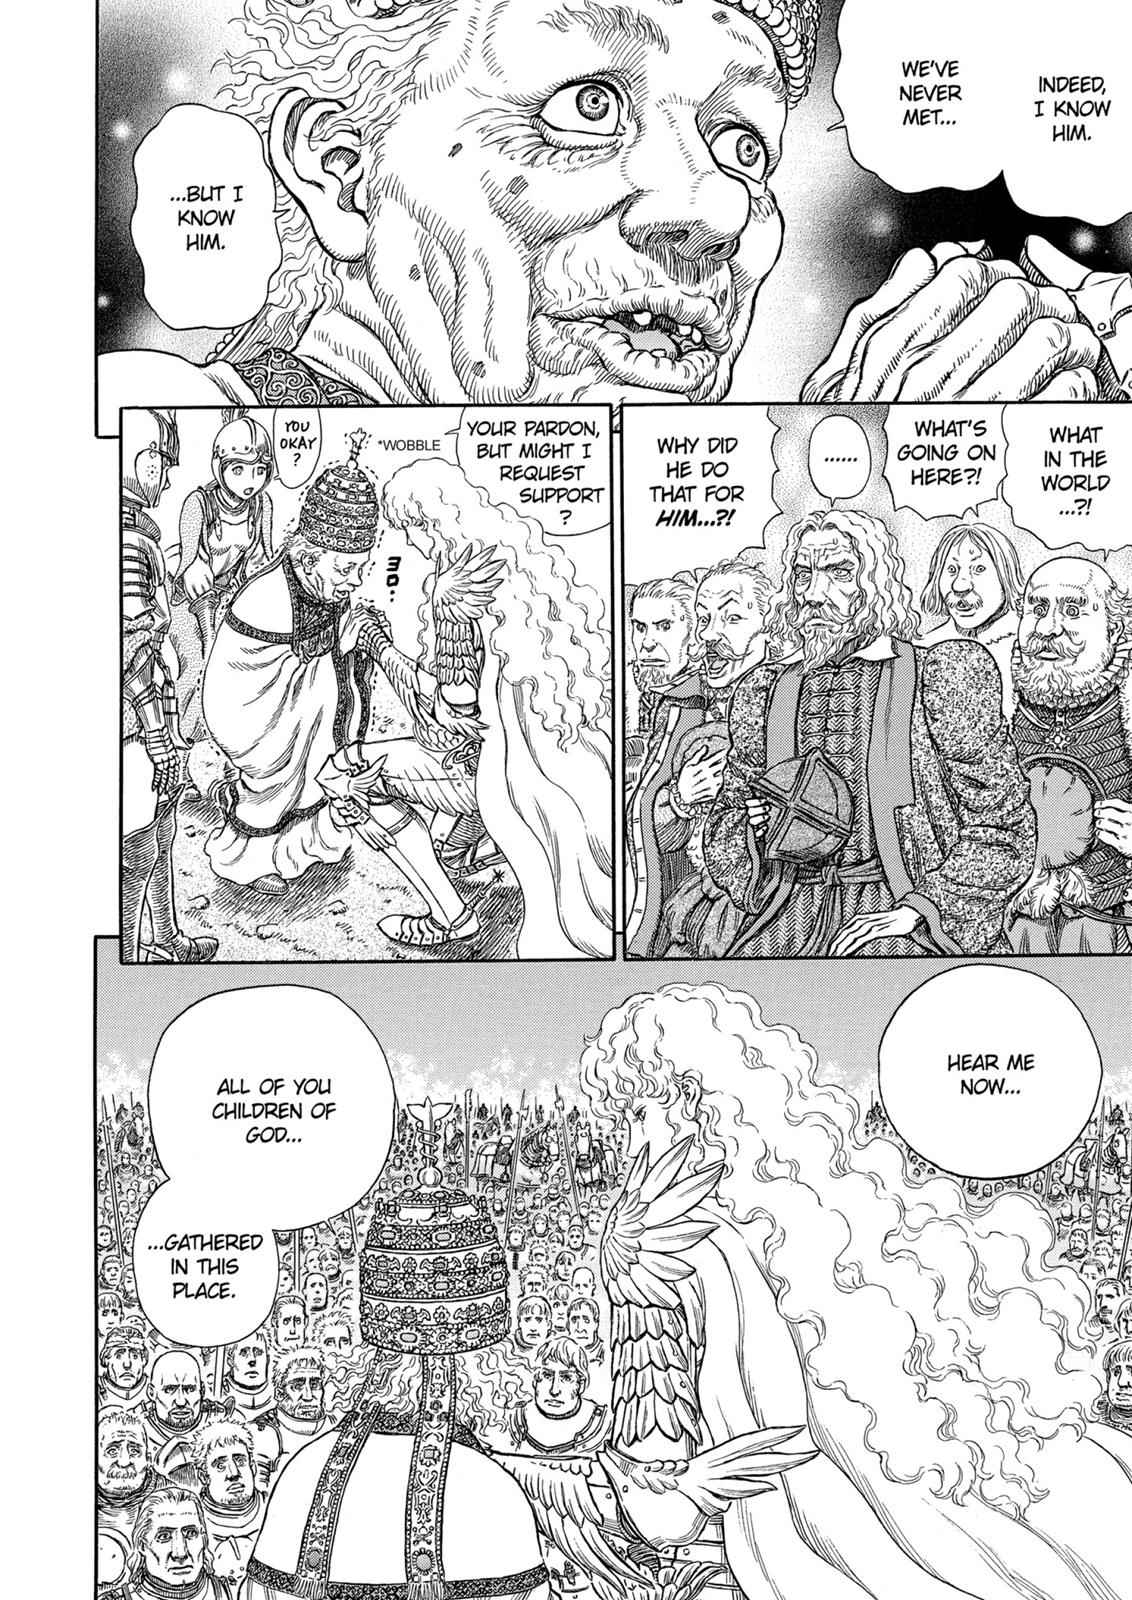 INDEED,
I KNOW
HIM.
WE'VE
NEVER
MET...
...BUT I
KNOW
HIM.
WHAT
IN THE
WORLD
...?!
WHAT'S
GOING ON
HERE?!
......
WHY DID
HE DO
THAT FOR
HIM...?!
YOUR PARDON,
BUT MIGHT I
REQUEST
SUPPORT
?
*WOBBLE
YOU
OKAY
?
HEAR ME
NOW...
ALL OF YOU
CHILDREN OF
GOD...
...GATHERED
IN THIS
PLACE.